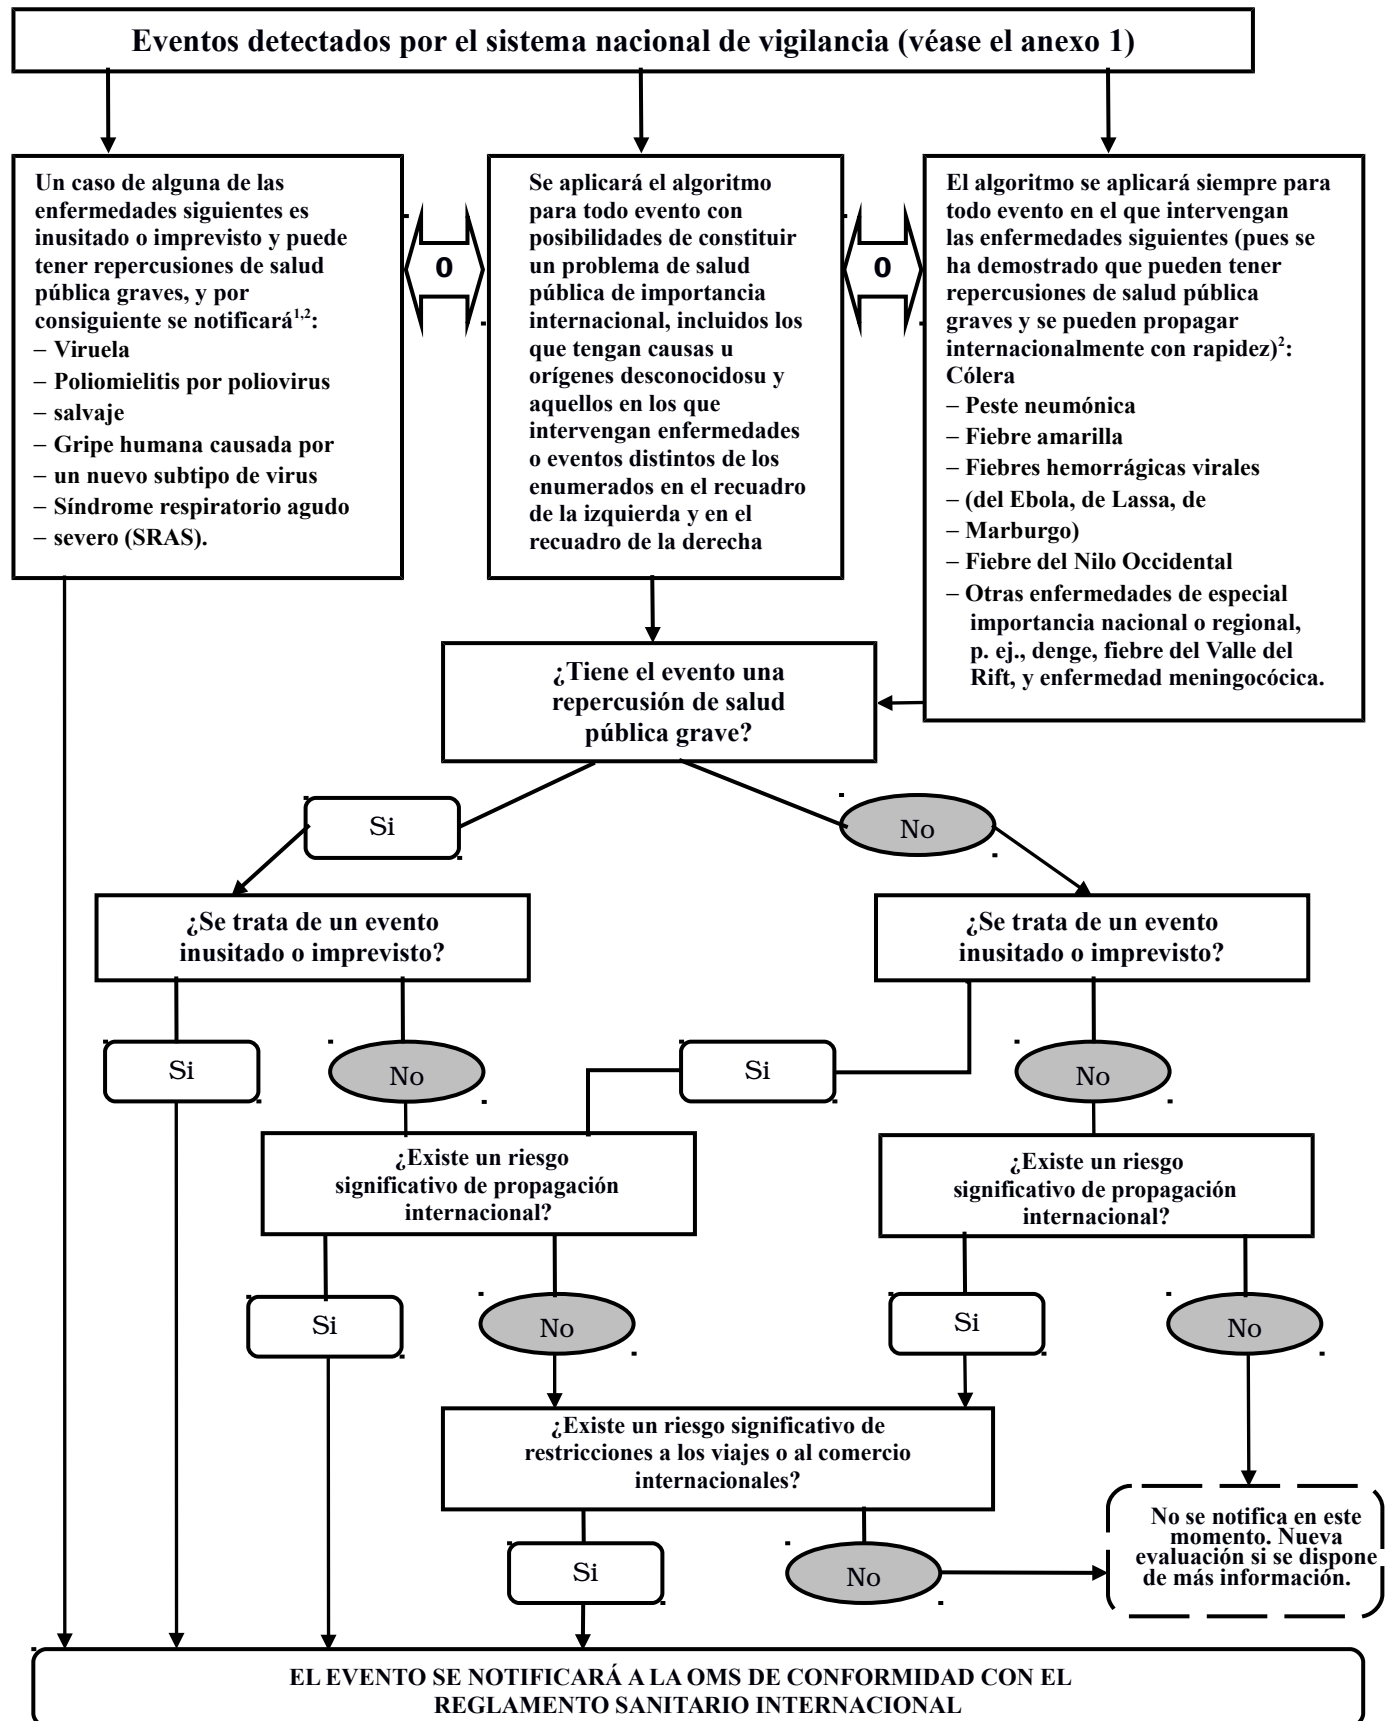 Eventos detectados por el sistema nacional de vigilancia (véase el anexo 1)
Un caso de alguna de las
enfermedades siguientes es
inusitado o imprevisto y puede
tener repercusiones de salud
pública graves, y por
consiguiente se notificará1,2:
– Viruela
– Poliomielitis por poliovirus
– salvaje
– Gripe humana causada por
– un nuevo subtipo de virus
– Síndrome respiratorio agudo
– severo (SRAS).
0
Se aplicará el algoritmo
para todo evento con
posibilidades de constituir
un problema de salud
pública de importancia
internacional, incluidos los
que tengan causas u
orígenes desconocidosu y
aquellos en los que
intervengan enfermedades
o eventos distintos de los
enumerados en el recuadro
de la izquierda y en el
recuadro de la derecha
0
El algoritmo se aplicará siempre para
todo evento en el que intervengan
las enfermedades siguientes (pues se
ha demostrado que pueden tener
repercusiones de salud pública
graves y se pueden propagar
internacionalmente con rapidez)2:
Cólera
– Peste neumónica
– Fiebre amarilla
– Fiebres hemorrágicas virales
– (del Ebola, de Lassa, de
– Marburgo)
– Fiebre del Nilo Occidental
– Otras enfermedades de especial
importancia nacional o regional,
p. ej., denge, fiebre del Valle del
Rift, y enfermedad meningocócica.
¿Tiene el evento una
repercusión de salud
pública grave?
Si
No
¿Se trata de un evento
inusitado o imprevisto?
¿Se trata de un evento
inusitado o imprevisto?
Si
No
Si
No
¿Existe un riesgo
significativo de propagación
internacional?
¿Existe un riesgo
significativo de propagación
internacional?
Si
No
Si
No
¿Existe un riesgo significativo de
restricciones a los viajes o al comercio
internacionales?
Si
No
No se notifica en este
momento. Nueva
evaluación si se dispone
de más información.
EL EVENTO SE NOTIFICARÁ A LA OMS DE CONFORMIDAD CON EL
REGLAMENTO SANITARIO INTERNACIONAL